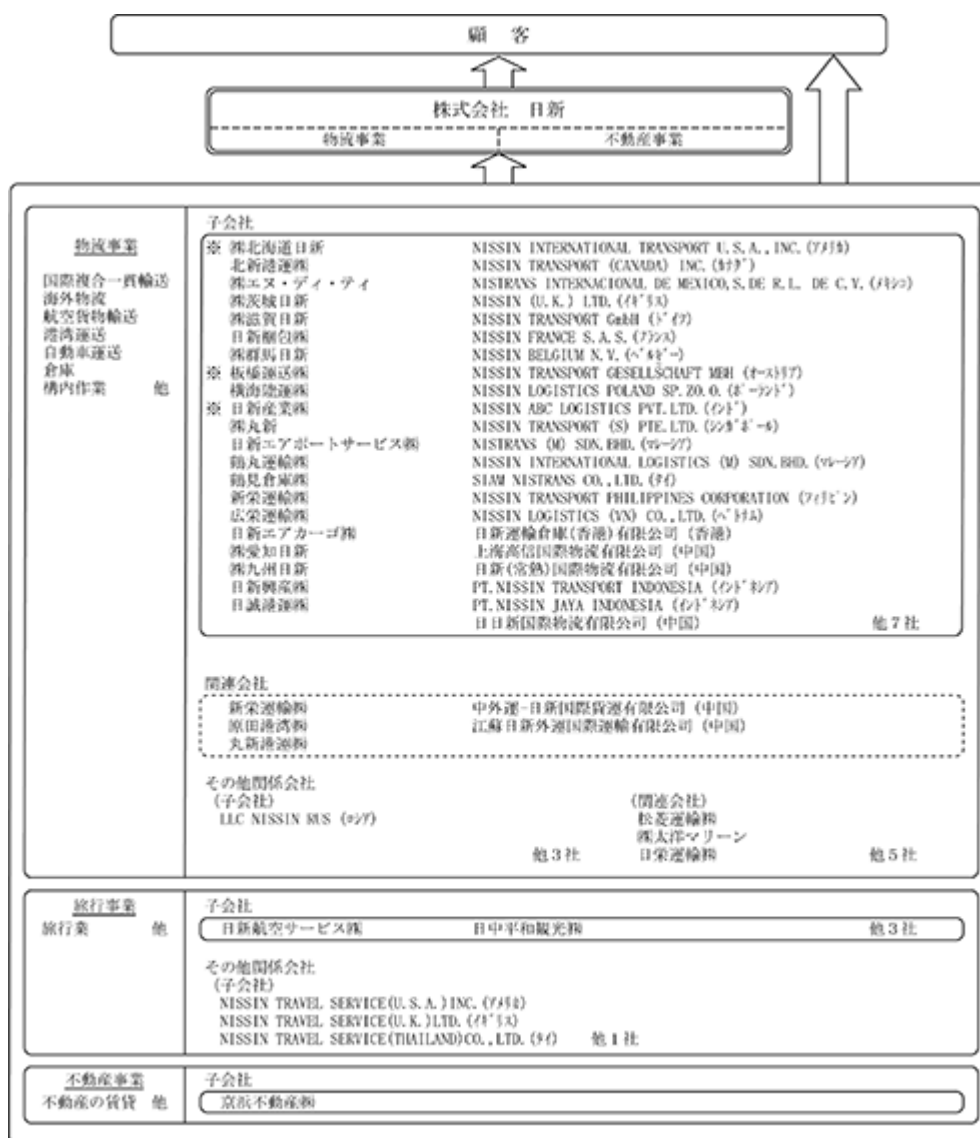 顧 客
株式会社 日新
物流事業 不動産事業
物流事業
国際複合一貫輸送
海外物流
航空貨物輸送
港湾運送
自動車運送
倉庫
構内作業 他
子会社
※ ㈱北海道日新 NISSIN INTERNATIONAL TRANSPORT U.S.A.,INC.(ｱﾒﾘｶ)
北新港運㈱ NISSIN TRANSPORT (CANADA) INC.(ｶﾅﾀﾞ)
㈱エヌ・ディ・ティ NISTRANS INTERNACIONAL DE MEXICO,S.DE R.L. DE C.V.(ﾒｷｼｺ)
㈱茨城日新 NISSIN (U.K.) LTD.(ｲｷﾞﾘｽ)
㈱滋賀日新 NISSIN TRANSPORT GmbH (ﾄﾞｲﾂ)
日新梱包㈱ NISSIN FRANCE S.A.S.(ﾌﾗﾝｽ)
㈱群馬日新 NISSIN BELGIUM N.V.(ﾍﾞﾙｷﾞｰ)
※ 板橋運送㈱ NISSIN TRANSPORT GESELLSCHAFT MBH (ｵｰｽﾄﾘｱ)
横海陸運㈱ NISSIN LOGISTICS POLAND SP.ZO.O.(ﾎﾟｰﾗﾝﾄﾞ)
※ 日新産業㈱ NISSIN ABC LOGISTICS PVT.LTD.(ｲﾝﾄﾞ)
㈱丸新 NISSIN TRANSPORT (S) PTE.LTD.(ｼﾝｶﾞﾎﾟｰﾙ)
日新エアポートサービス㈱ NISTRANS (M) SDN.BHD.(ﾏﾚｰｼｱ)
鶴丸運輸㈱ NISSIN INTERNATIONAL LOGISTICS (M) SDN.BHD.(ﾏﾚｰｼｱ)
鶴見倉庫㈱ SIAM NISTRANS CO.,LTD.(ﾀｲ)
新栄運輸㈱ NISSIN TRANSPORT PHILIPPINES CORPORATION (ﾌｨﾘﾋﾟﾝ)
広栄運輸㈱ NISSIN LOGISTICS (VN) CO.,LTD.(ﾍﾞﾄﾅﾑ)
日新エアカーゴ㈱ 日新運輸倉庫(香港)有限公司 (香港)
㈱愛知日新 上海高信国際物流有限公司 (中国)
㈱九州日新 日新(常熟)国際物流有限公司 (中国)
日新興産㈱ PT.NISSIN TRANSPORT INDONESIA (ｲﾝﾄﾞﾈｼｱ)
日誠港運㈱ PT.NISSIN JAYA INDONESIA (ｲﾝﾄﾞﾈｼｱ)
日日新国際物流有限公司 (中国) 他７社
関連会社
新栄運輸㈱ 中外運-日新国際貨運有限公司 (中国)
原田港湾㈱ 江蘇日新外運国際運輸有限公司 (中国)
丸新港運㈱
その他関係会社
(子会社) (関連会社)
LLC NISSIN RUS (ﾛｼｱ) 松菱運輸㈱
㈱太洋マリーン
他３社 日栄運輸㈱ 他５社
旅行事業
旅行業 他
子会社
日新航空サービス㈱ 日中平和観光㈱ 他３社
その他関係会社
(子会社)
NISSIN TRAVEL SERVICE(U.S.A.)INC.(ｱﾒﾘｶ)
NISSIN TRAVEL SERVICE(U.K.)LTD.(ｲｷﾞﾘｽ)
NISSIN TRAVEL SERVICE(THAILAND)CO.,LTD.(ﾀｲ) 他１社
不動産事業
不動産の賃貸 他
子会社
京浜不動産㈱